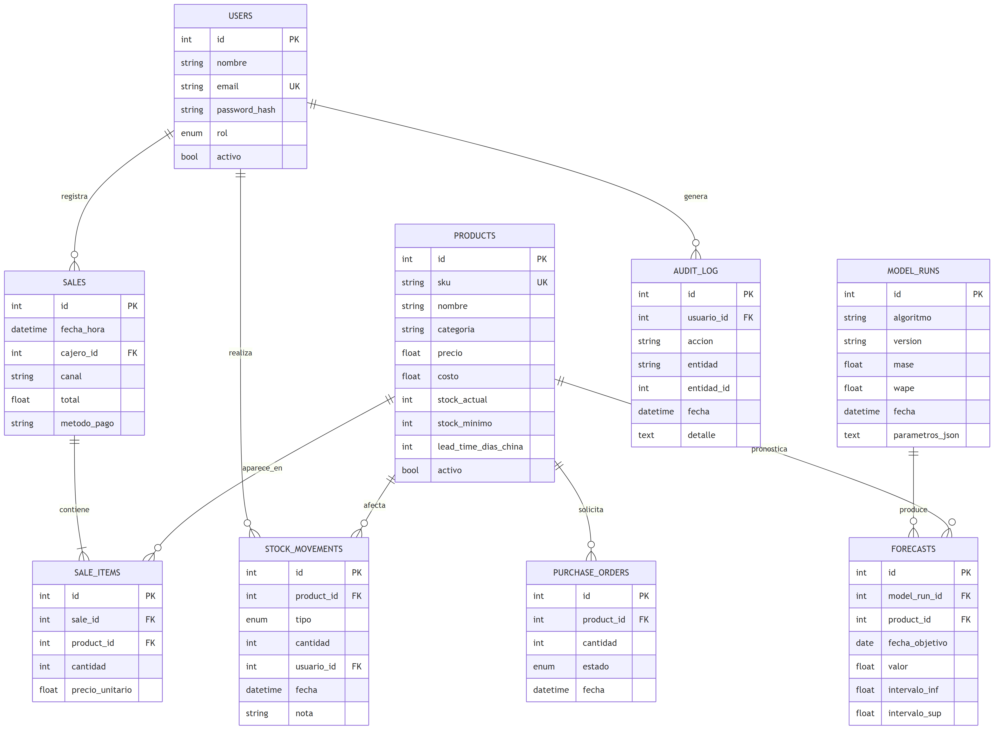 USERS
int id PK
string nombre
string email UK
string password_hash
enum rol
bool activo
registra
genera
realiza
PRODUCTS
int id PK
string sku UK
string nombre
string categoria
float precio
float costo
int stock_actual
int stock_minimo
int lead_time_dias_china
bool activo
AUDIT_LOG
int id PK
int usuario_id FK
string accion
string entidad
int entidad_id
datetime fecha
text detalle
MODEL_RUNS
int id PK
string algoritmo
string version
float mase
float wape
datetime fecha
text parametros_json
SALES
int id PK
datetime fecha_hora
int cajero_id FK
string canal
float total
string metodo_pago
pronostica
aparece_en
contiene
afecta
solicita
produce
SALE_ITEMS
int id PK
int sale_id FK
int product_id FK
int cantidad
float precio_unitario
STOCK_MOVEMENTS
int id PK
int product_id FK
enum tipo
int cantidad
int usuario_id FK
datetime fecha
string nota
PURCHASE_ORDERS
int id PK
int product_id FK
int cantidad
enum estado
datetime fecha
FORECASTS
int id PK
int model_run_id FK
int product_id FK
date fecha_objetivo
float valor
float intervalo_inf
float intervalo_sup